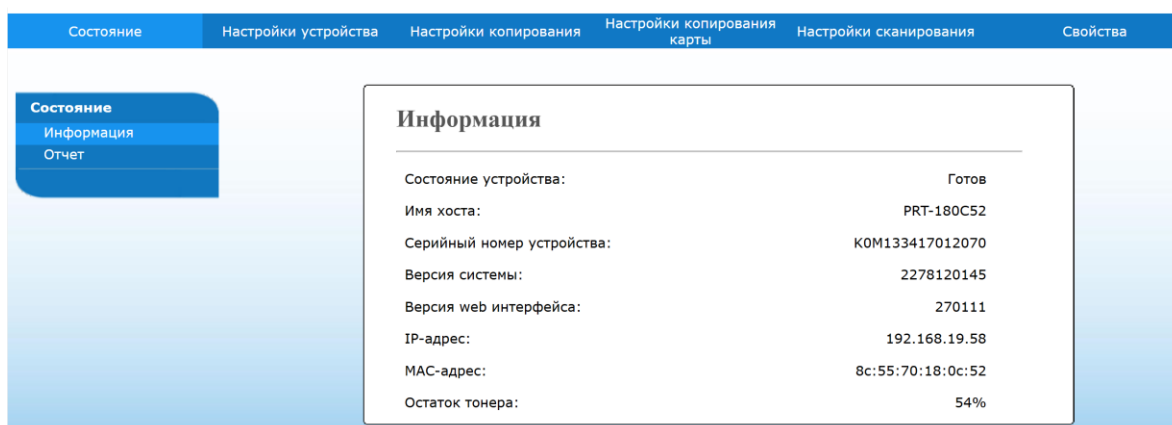 Состояние
Настройки устройства
Настройки копирования
Настройки копирования
карты
Настройки сканирования
Свойства
Состояние
Информация
Отчет
Информация
Состояние устройства: Готов
Имя хоста: PRT-180C52
Серийный номер устройства: K0M133417012070
Версия системы: 2278120145
Версия web интерфейса: 270111
IP-адрес: 192.168.19.58
MAC-адрес: 8c:55:70:18:0c:52
Остаток тонера: 54%